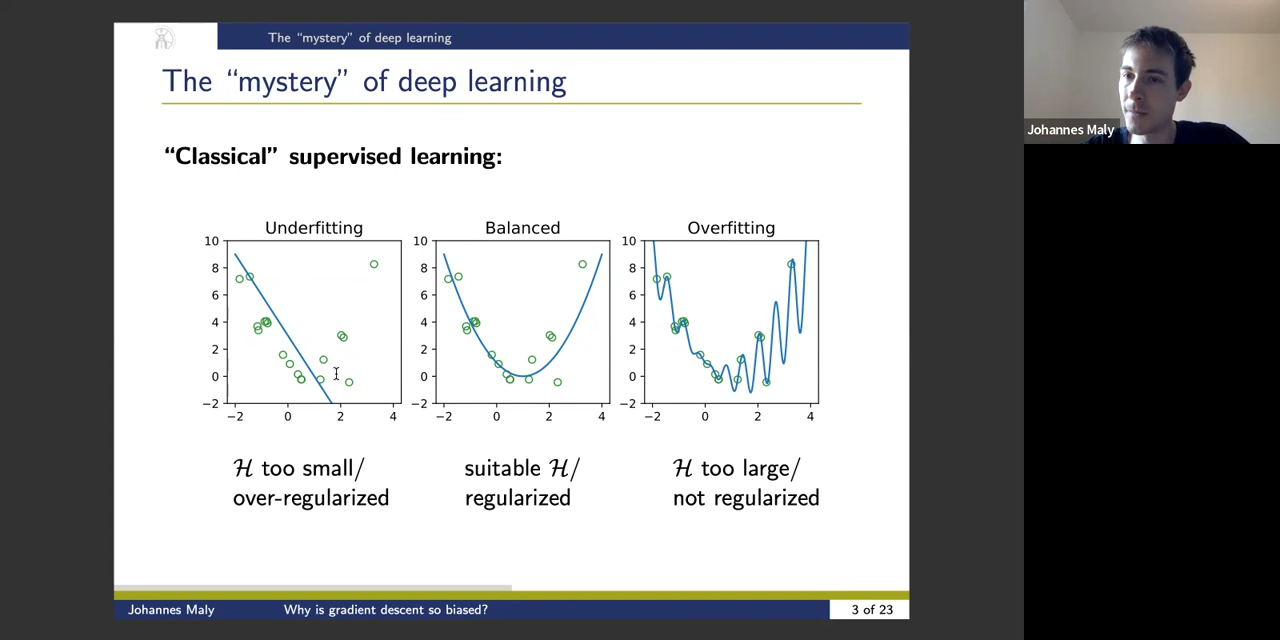 The “mystery” of deep learning
The “mystery” of deep learning
“Classical” supervised learning:
Underfitting
Balanced
Overfitting
10
8
6
4
2
0
−2
−2 0 2 4
10
8
6
4
2
0
−2
−2 0 2 4
10
8
6
4
2
0
−2
−2 0 2 4
ℋ too small/
over-regularized
suitable ℋ/
regularized
ℋ too large/
not regularized
Johannes Maly
Why is gradient descent so biased?
3 of 23
Johannes Maly